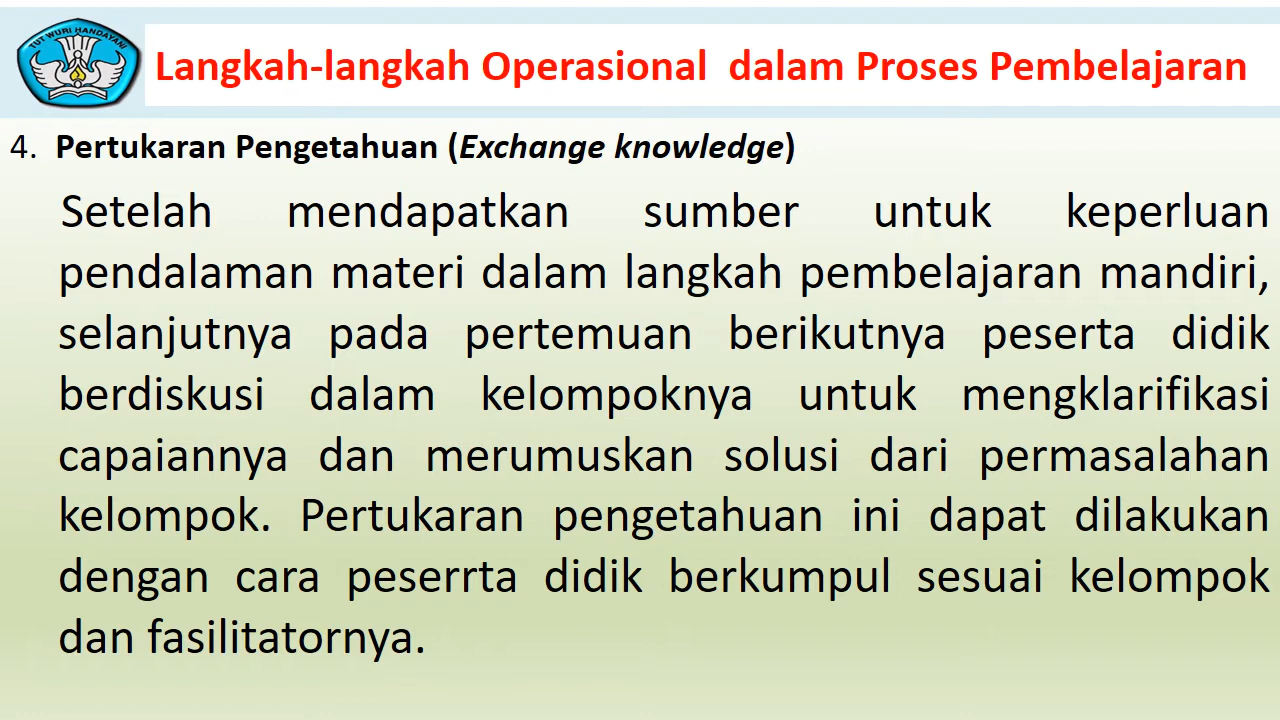 TUT WURI HANDAYANI
Langkah-langkah Operasional dalam Proses Pembelajaran
4. Pertukaran Pengetahuan (Exchange knowledge)
Setelah mendapatkan sumber untuk keperluan
pendalaman materi dalam langkah pembelajaran mandiri,
selanjutnya pada pertemuan berikutnya peserta didik
berdiskusi dalam kelompoknya untuk mengklarifikasi
capaiannya dan merumuskan solusi dari permasalahan
kelompok. Pertukaran pengetahuan ini dapat dilakukan
dengan cara peserrta didik berkumpul sesuai kelompok
dan fasilitatornya.